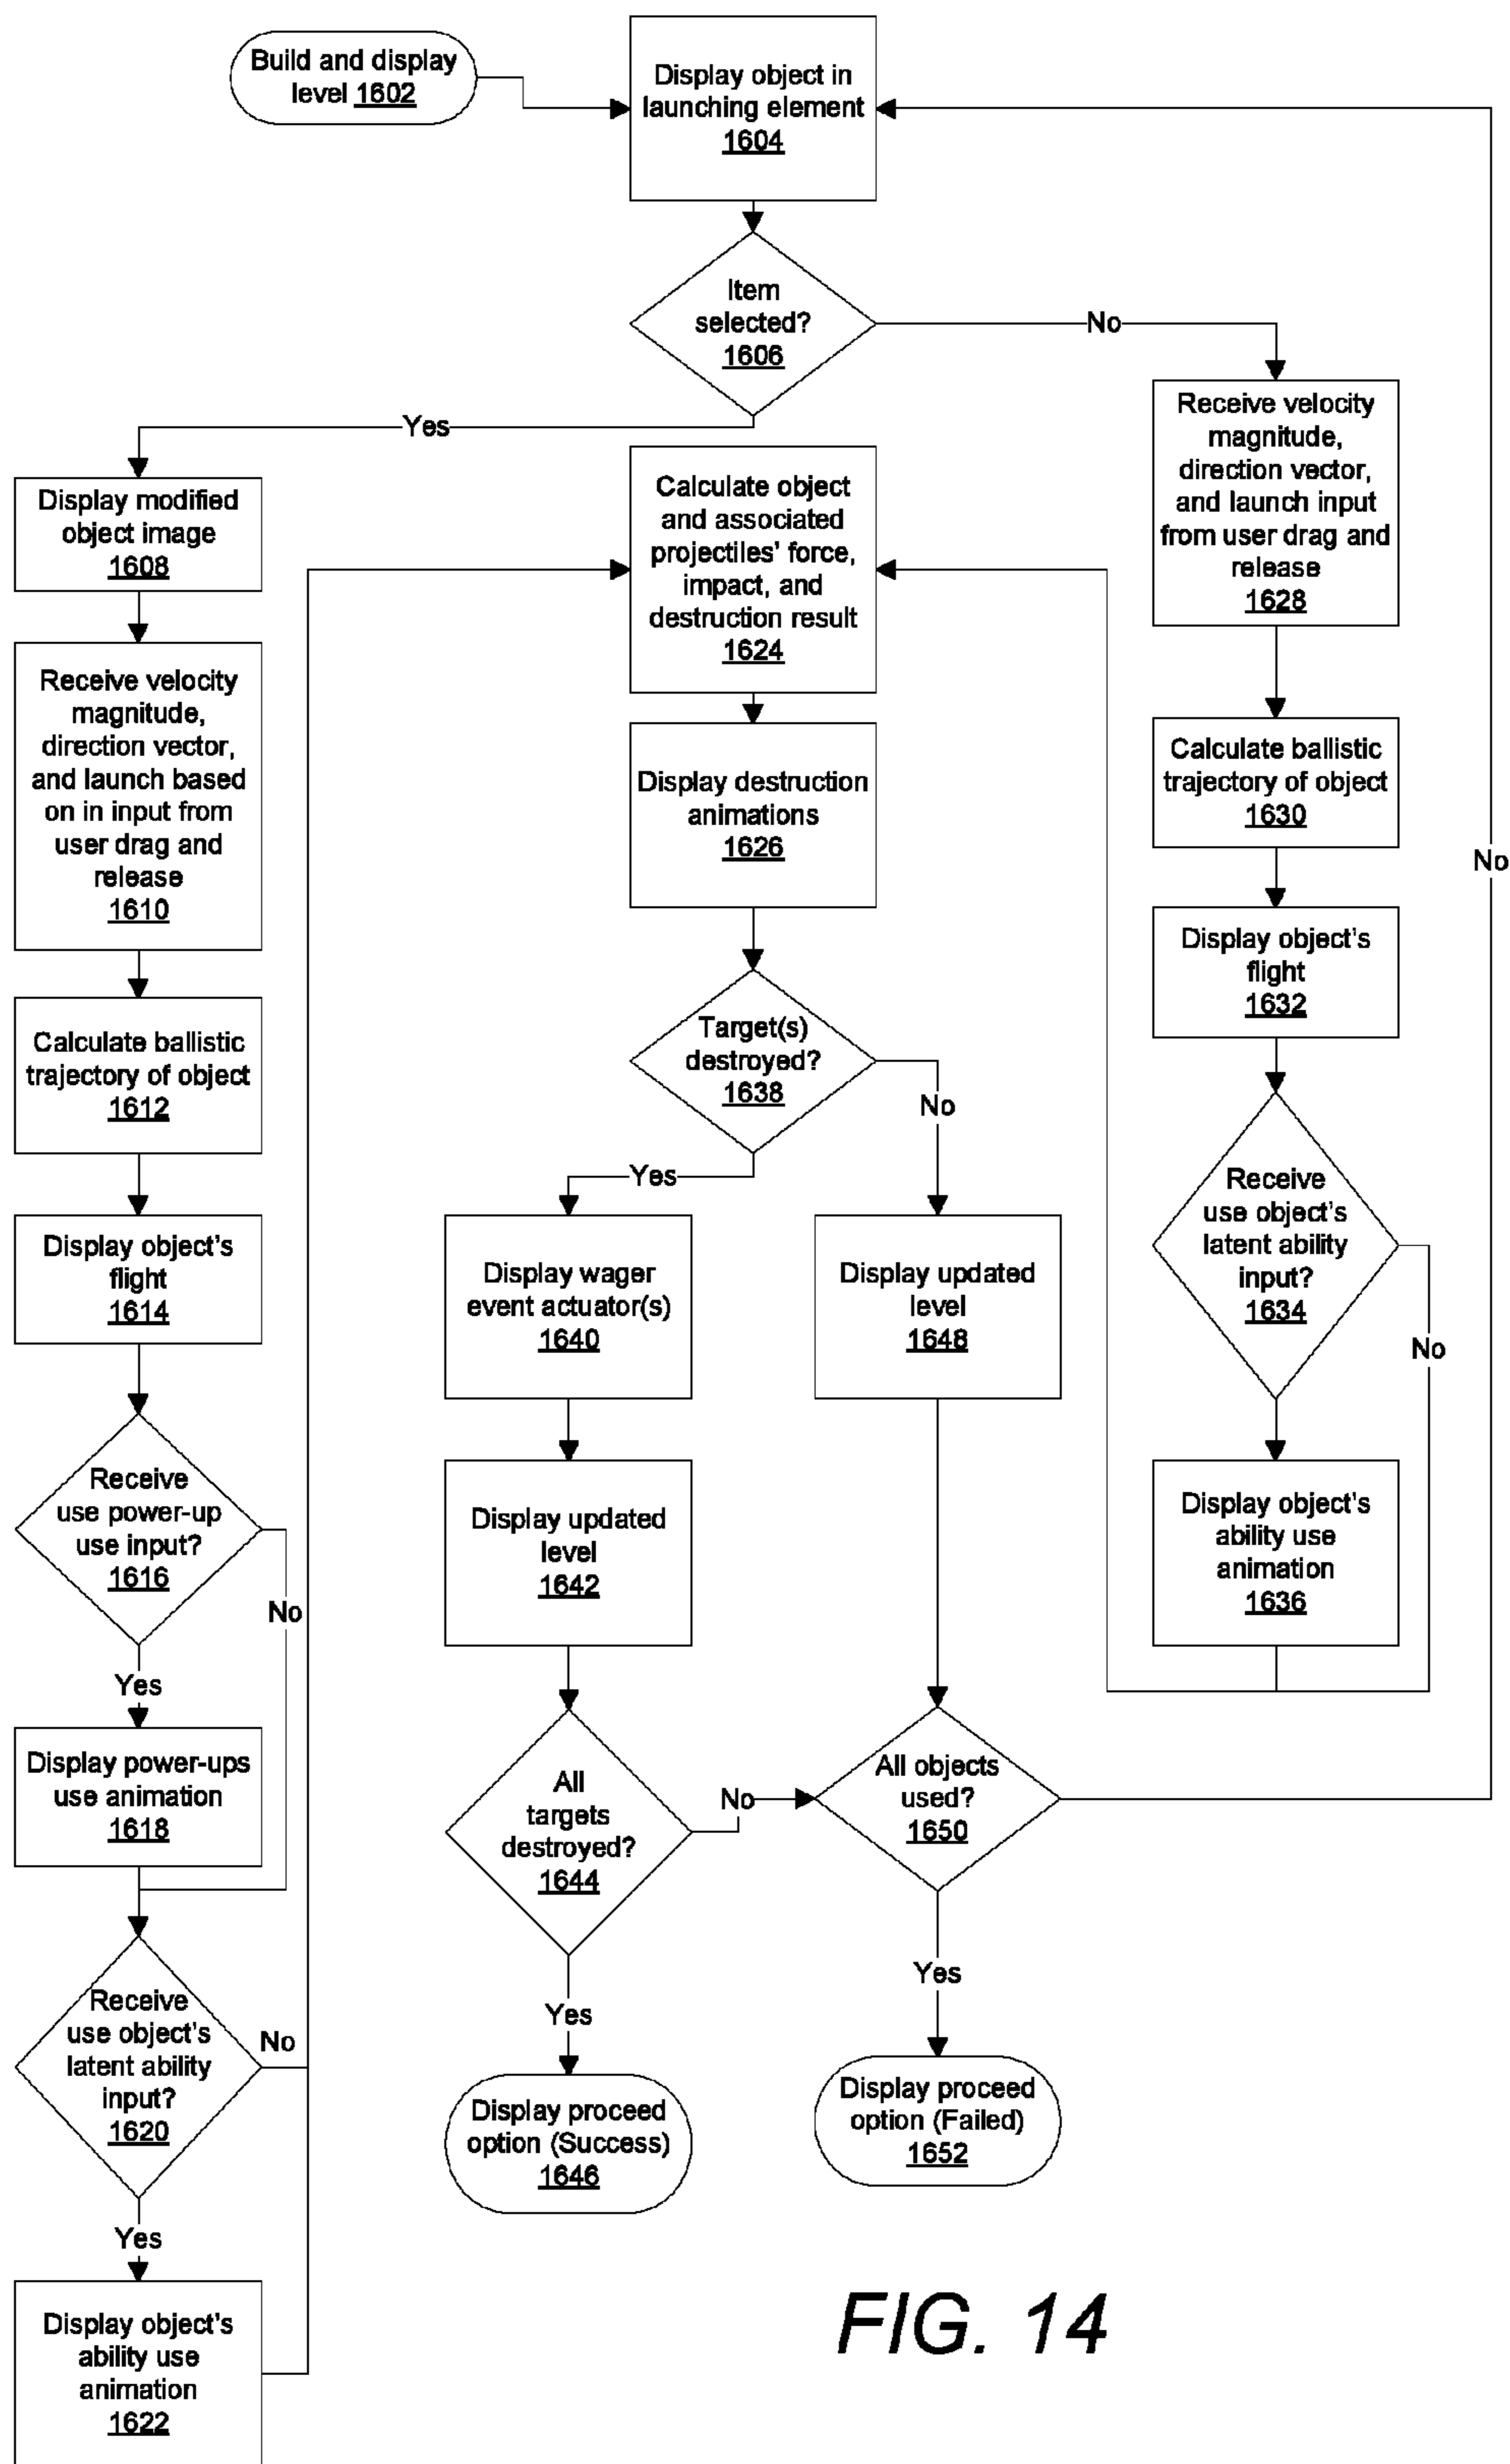 Build and display
level 1602
Display object in
launching element
1604
Item
selected?
1606
No
Yes
Display modified
object image
1608
Receive velocity
magnitude,
direction vector,
and launch based
on in input from
user drag and
release
1610
Calculate ballistic
trajectory of object
1612
Display object's
flight
1614
Receive
use power-up
use input?
1616
No
Yes
Display power-ups
use animation
1618
Receive
use object's
latent ability
input?
1620
No
Yes
Display object's
ability use
animation
1622
Calculate object
and associated
projectiles' force,
impact, and
destruction result
1624
Display destruction
animations
1626
Target(s)
destroyed?
1638
No
Yes
Display wager
event actuator(s)
1640
Display updated
level
1642
All
targets
destroyed?
1644
No
Yes
Display proceed
option (Success)
1646
Display updated
level
1648
All objects
used?
1650
No
Yes
Display proceed
option (Failed)
1652
Receive velocity
magnitude,
direction vector,
and launch input
from user drag and
release
1628
Calculate ballistic
trajectory of object
1630
Display object's
flight
1632
Receive
use object's
latent ability
input?
1634
No
Display object's
ability use
animation
1636
FIG. 14